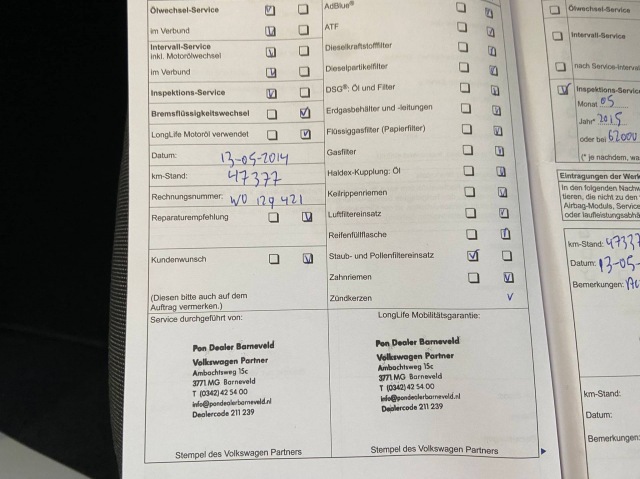 Ölwechsel-Service
im Verbund
Intervall-Service
inkl. Motorölwechsel
im Verbund
Inspektions-Service
Bremsflüssigkeitswechsel
LongLife Motoröl verwendet
Datum: 13-05-2014
km-Stand: 47377
Rechnungsnummer: WO 129 421
Reparaturempfehlung
Kundenwunsch
(Diesen bitte auch auf dem
Auftrag vermerken.)
AdBlue®
ATF
Dieselkraftstofffilter
Dieselpartikelfilter
DSG®: Öl und Filter
Erdgasbehälter und -leitungen
Flüssiggasfilter (Papierfilter)
Gasfilter
Haldex-Kupplung: Öl
Keilrippenriemen
Luftfiltereinsatz
Reifenfüllflasche
Staub- und Pollenfiltereinsatz
Zahnriemen
Zündkerzen
Service durchgeführt von:
Pon Dealer Barneveld
Volkswagen Partner
Ambachtsweg 15c
3771 MG Barneveld
T (0342) 42 54 00
info@pondealerbarneveld.nl
Dealercode 211 239
Stempel des Volkswagen Partners
LongLife Mobilitätsgarantie:
Pon Dealer Barneveld
Volkswagen Partner
Ambachtsweg 15c
3771 MG Barneveld
T (0342) 42 54 00
info@pondealerbarneveld.nl
Dealercode 211 239
Stempel des Volkswagen Partners
Ölwechsel-Service
Intervall-Service
nach Service-Interval
Inspektions-Service
Monat 05
Jahr* 2015
oder bei 62000
(* je nachdem, wa
Eintragungen der Werk
In den folgenden Nachw
tieren, die nicht zu den
Airbag-Module, Service
oder laufleistungsabhä
km-Stand: 47377
Datum: 13-05-
Bemerkungen:
km-Stand:
Datum:
Bemerkungen: